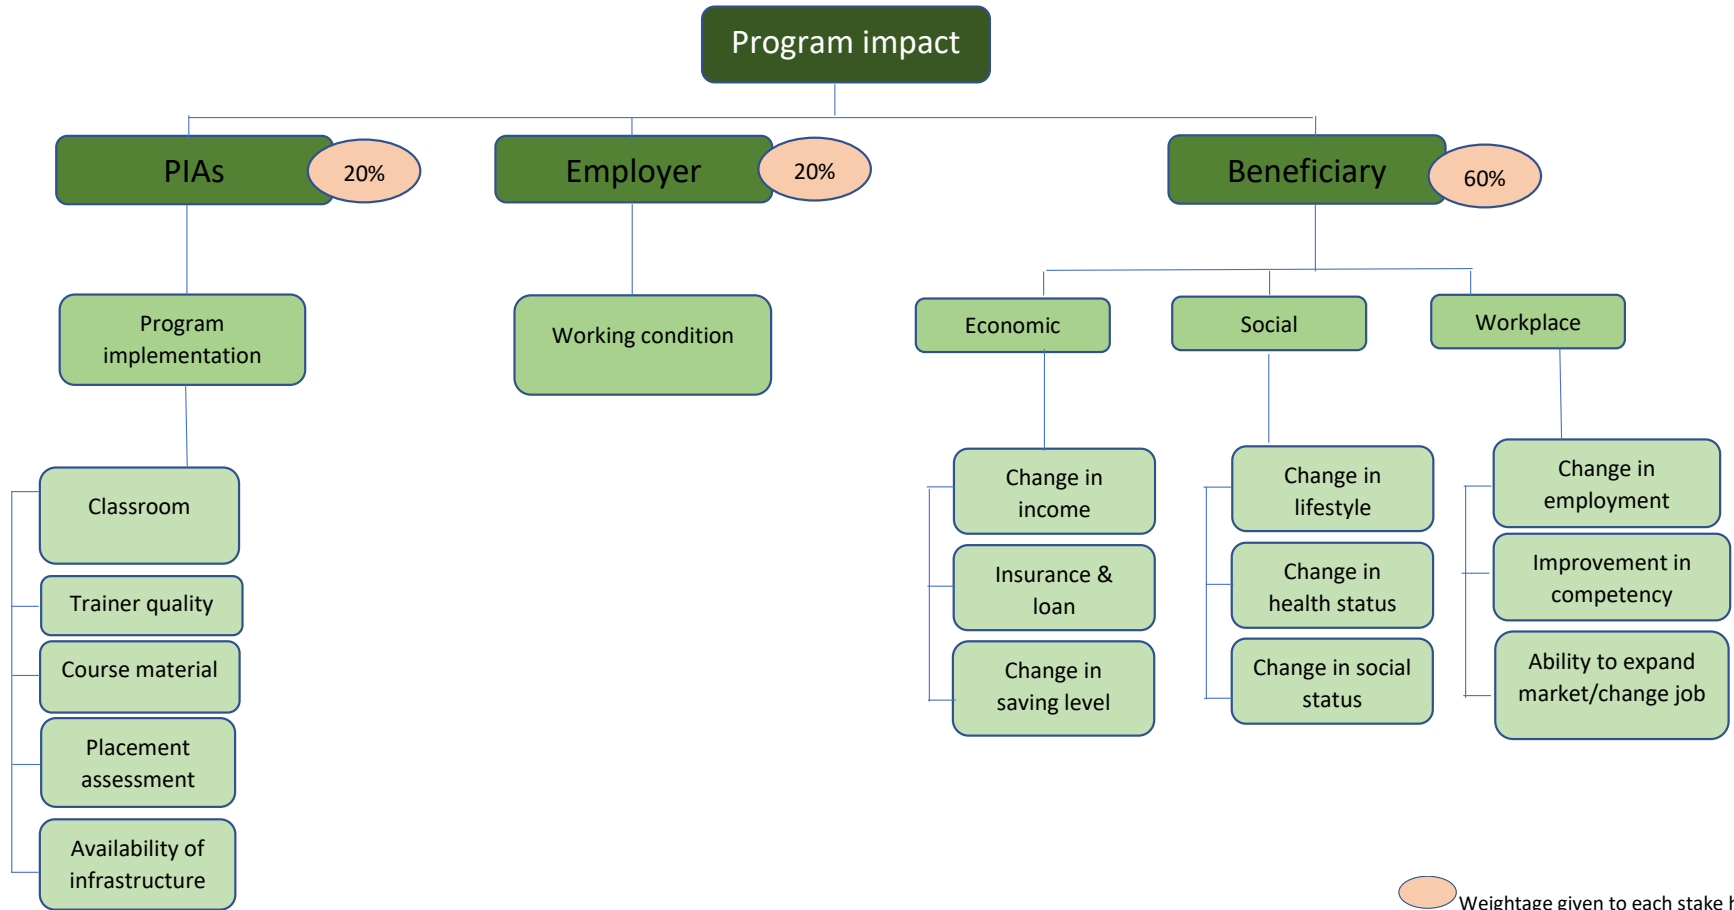 Program impact
PIAs
20%
Employer
20%
Beneficiary
60%
Program
implementation
Working condition
Economic
Social
Workplace
Classroom
Trainer quality
Course material
Placement
assessment
Availability of
infrastructure
Change in
income
Insurance &
loan
Change in
saving level
Change in
lifestyle
Change in
health status
Change in social
status
Change in
employment
Improvement in
competency
Ability to expand
market/change job
Weightage given to each stake h